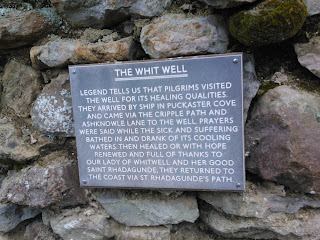 THE WHIT WELL
LEGEND TELLS US THAT PILGRIMS VISITED
THE WELL FOR ITS HEALING QUALITIES.
THEY ARRIVED BY SHIP IN PUCKASTER COVE
AND CAME VIA THE CRIPPLE PATH AND
ASHKNOWLE LANE TO THE WELL. PRAYERS
WERE SAID WHILE THE SICK AND SUFFERING
BATHED IN AND DRANK OF ITS COOLING
WATERS. THEN HEALED OR WITH HOPE
RENEWED AND FULL OF THANKS TO
OUR LADY OF WHITWELL AND HER GOOD
SAINT RHADAGUNDE, THEY RETURNED TO
THE COAST VIA ST RHADAGUNDE'S PATH.